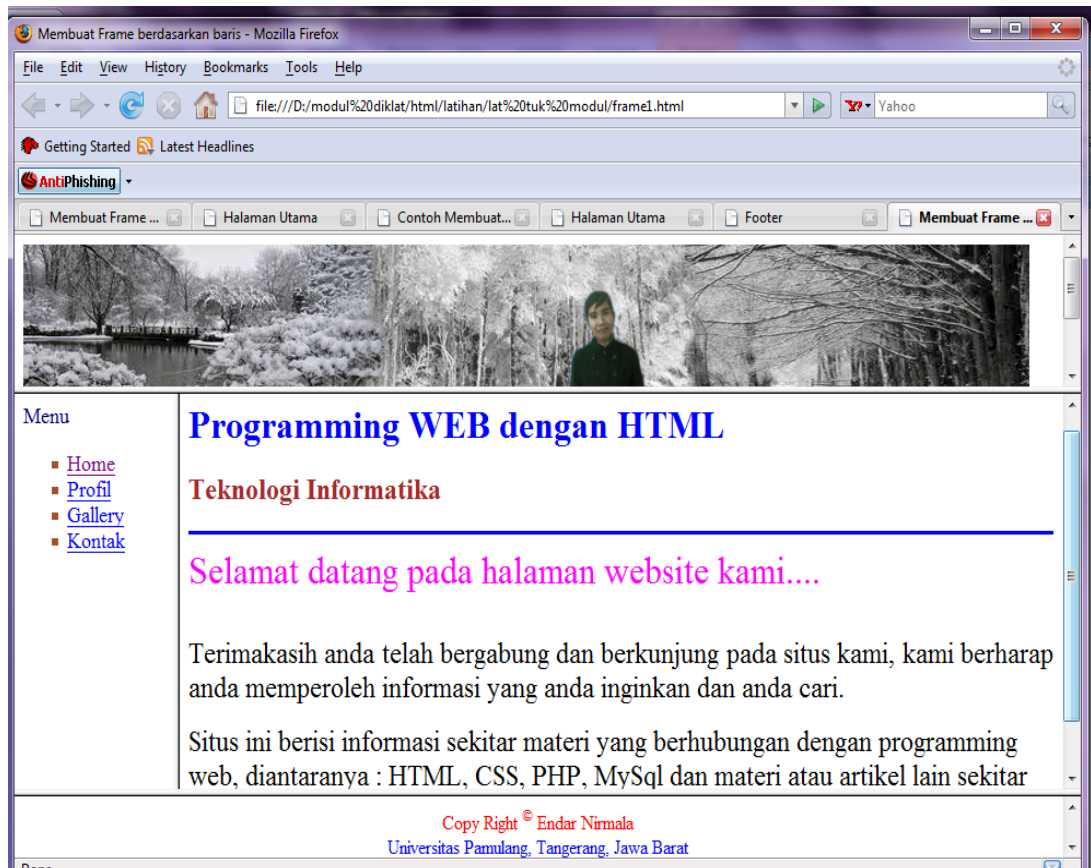 Membuat Frame berdasarkan baris - Mozilla Firefox
File Edit View History Bookmarks Tools Help
file:///D:/modul%20diklat/html/latihan/lat%20tuk%20modul/frame1.html Yahoo
Getting Started Latest Headlines
AntiPhishing
Membuat Frame ... Halaman Utama Contoh Membuat... Halaman Utama Footer Membuat Frame ...
Menu
Home
Profil
Gallery
Kontak
Programming WEB dengan HTML
Teknologi Informatika
Selamat datang pada halaman website kami....
Terimakasih anda telah bergabung dan berkunjung pada situs kami, kami berharap
anda memperoleh informasi yang anda inginkan dan anda cari.
Situs ini berisi informasi sekitar materi yang berhubungan dengan programming
web, diantaranya : HTML, CSS, PHP, MySql dan materi atau artikel lain sekitar
Copy Right © Endar Nirmala
Universitas Pamulang, Tangerang, Jawa Barat